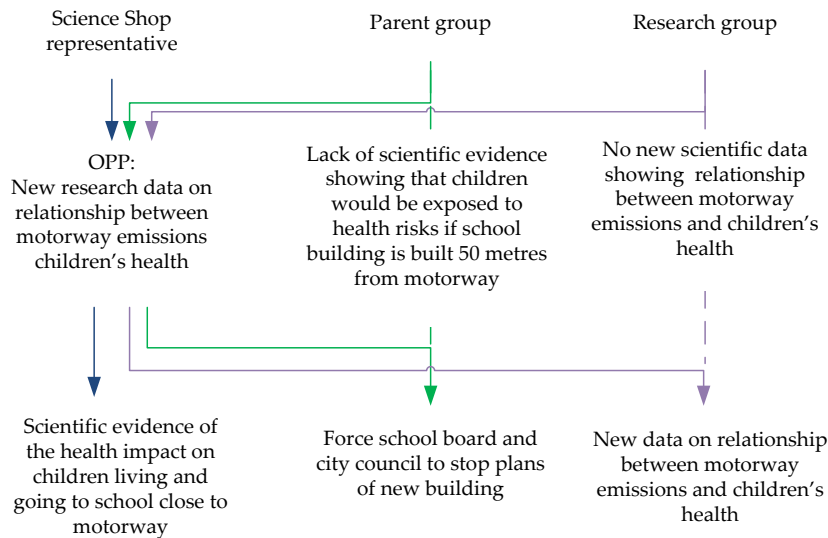 Science Shop
representative
Parent group
Research group
OPP:
New research data on
relationship between
motorway emissions
children's health
Lack of scientific evidence
showing that children
would be exposed to
health risks if school
building is built 50 metres
from motorway
No new scientific data
showing relationship
between motorway
emissions and children's
health
Scientific evidence of
the health impact on
children living and
going to school close to
motorway
Force school board and
city council to stop plans
of new building
New data on relationship
between motorway
emissions and children's
health